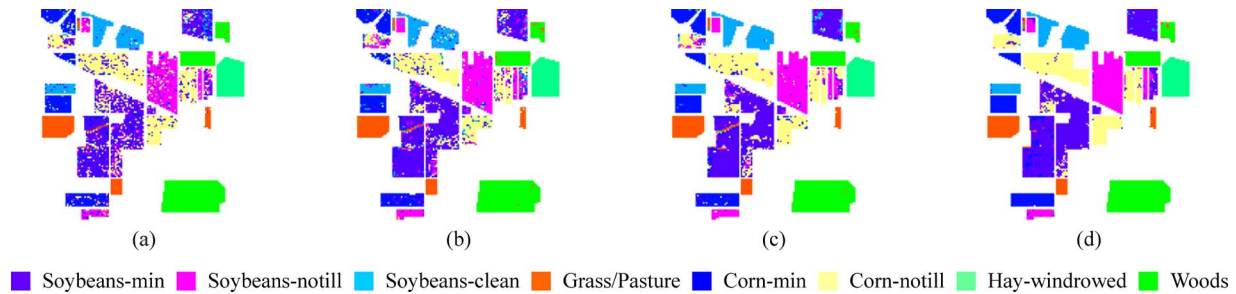 (a) (b) (c) (d)
Soybeans-min Soybeans-notill Soybeans-clean Grass/Pasture Corn-min Corn-notill Hay-windrowed Woods